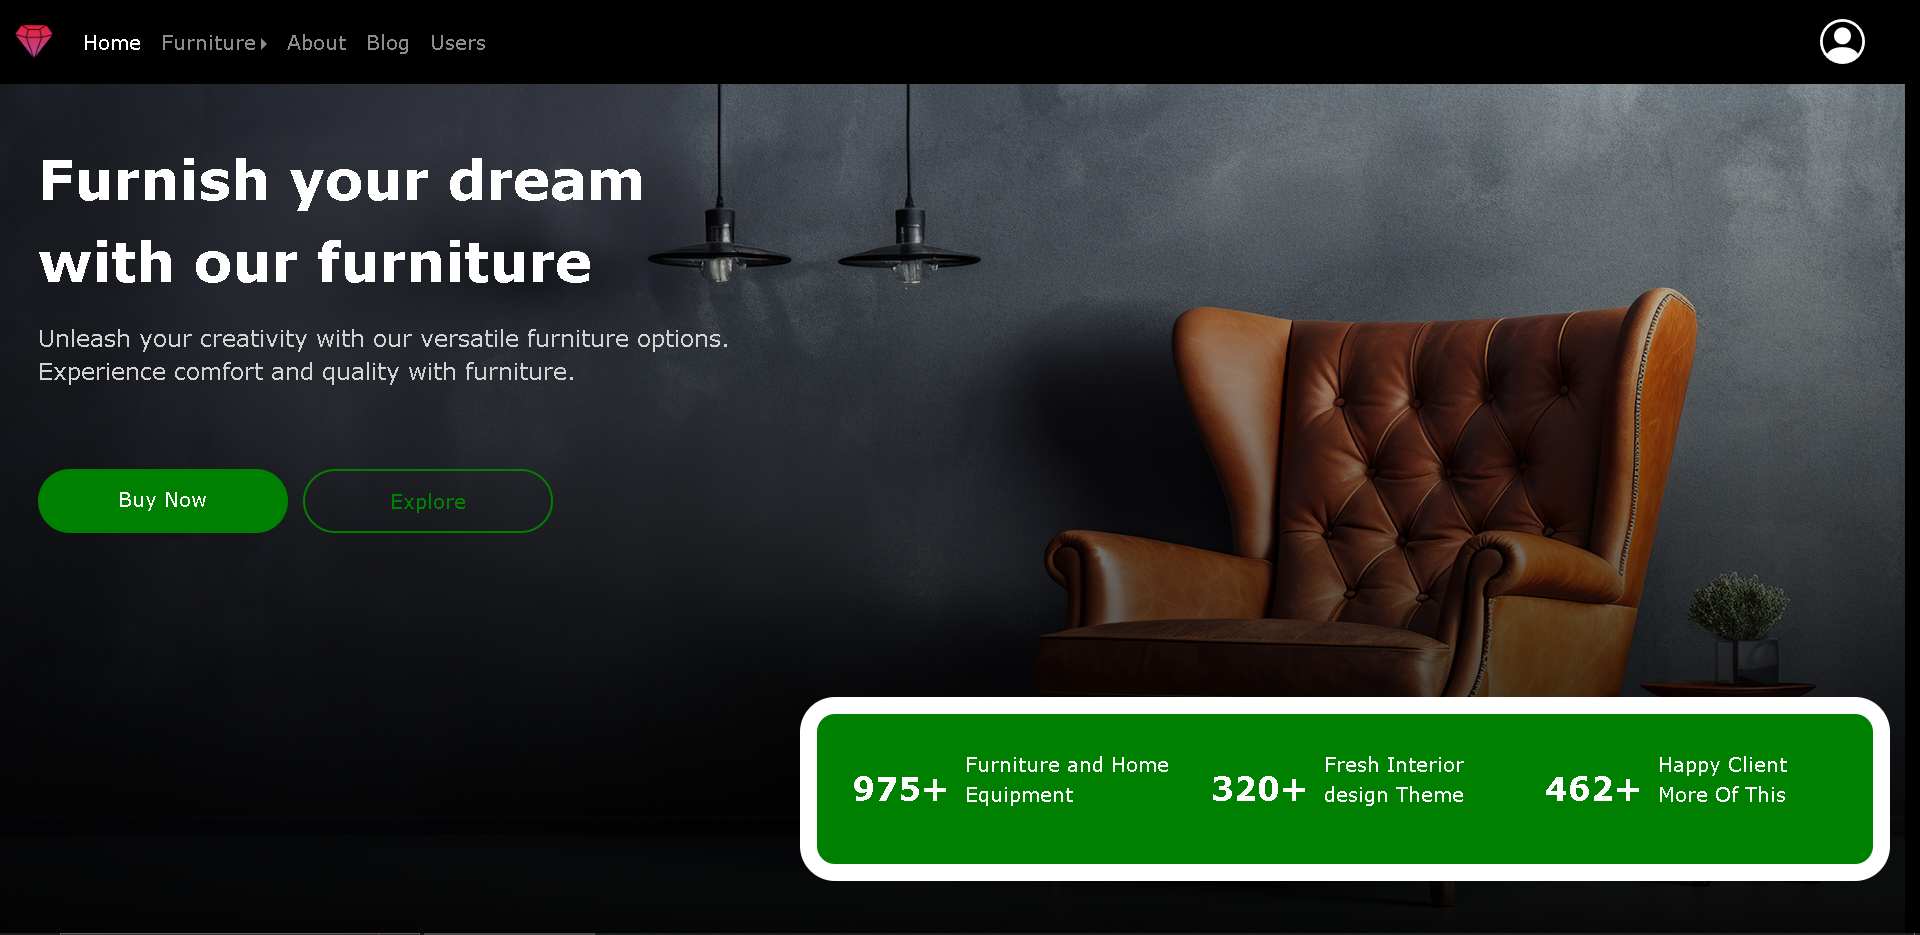 Home Furniture About Blog Users
Furnish your dream
with our furniture
Unleash your creativity with our versatile furniture options.
Experience comfort and quality with furniture.
Buy Now
Explore
975+
Furniture and Home
Equipment
320+
Fresh Interior
design Theme
462+
Happy Client
More Of This